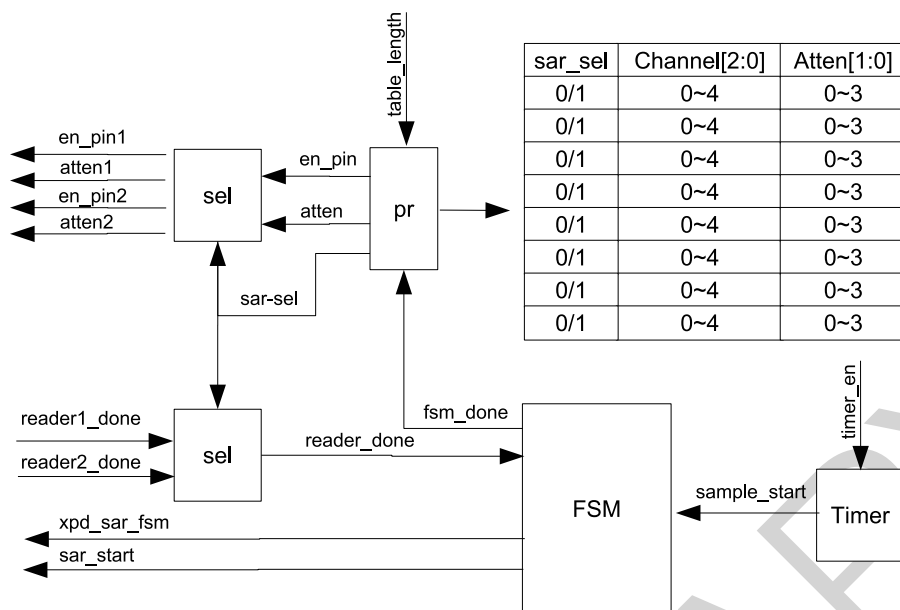 table_length
sar_sel Channel[2:0] Atten[1:0]
0/1 0~4 0~3
0/1 0~4 0~3
0/1 0~4 0~3
0/1 0~4 0~3
0/1 0~4 0~3
0/1 0~4 0~3
0/1 0~4 0~3
0/1 0~4 0~3
en_pin1
atten1
en_pin2
atten2
sel
en_pin
atten
pr
sar-sel
reader1_done
reader2_done
sel
reader_done
fsm_done
timer_en
FSM
sample_start
Timer
xpd_sar_fsm
sar_start